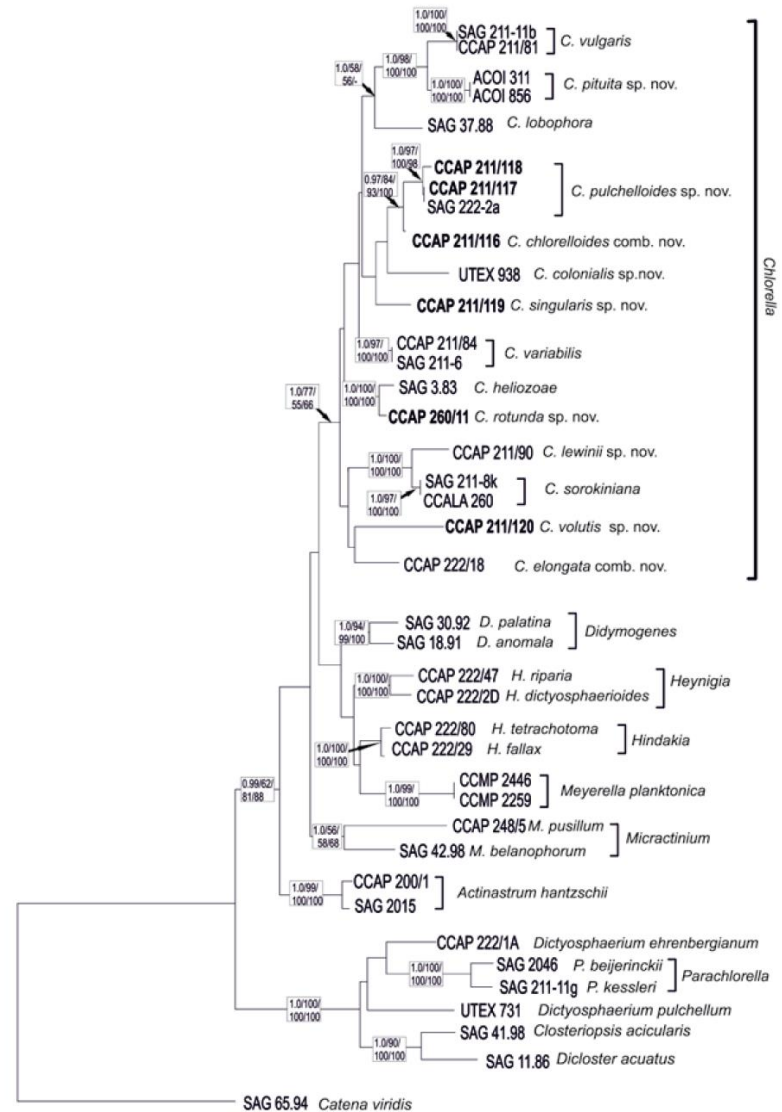 1.0/100/
100/100
SAG 211-11b
CCAP 211/81
C. vulgaris
1.0/98/
100/100
1.0/100/
100/100
ACOI 311
ACOI 856
C. pituita sp. nov.
1.0/58/
56/-
SAG 37.88 C. lobophora
1.0/97/
100/98
CCAP 211/118
CCAP 211/117
SAG 222-2a
C. pulchelloides sp. nov.
0.97/84/
93/100
CCAP 211/116 C. chlorelloides comb. nov.
UTEX 938 C. colonialis sp.nov.
CCAP 211/119 C. singularis sp. nov.
Chlorella
1.0/97/
100/100
CCAP 211/84
SAG 211-6
C. variabilis
1.0/77/
55/66
1.0/100/
100/100
SAG 3.83 C. heliozoae
CCAP 260/11 C. rotunda sp. nov.
1.0/100/
100/100
CCAP 211/90 C. lewinii sp. nov.
1.0/97/
100/100
SAG 211-8k
CCALA 260
C. sorokiniana
CCAP 211/120 C. volutis sp. nov.
CCAP 222/18 C. elongata comb. nov.
1.0/94/
99/100
SAG 30.92 D. palatina
SAG 18.91 D. anomala
Didymogenes
1.0/100/
100/100
CCAP 222/47 H. riparia
CCAP 222/2D H. dictyosphaerioides
Heynigia
1.0/100/
100/100
CCAP 222/80 H. tetrachotoma
CCAP 222/29 H. fallax
Hindakia
1.0/99/
100/100
CCMP 2446
CCMP 2259
Meyerella planktonica
0.99/62/
81/88
1.0/56/
58/68
CCAP 248/5 M. pusillum
SAG 42.98 M. belanophorum
Micractinium
1.0/99/
100/100
CCAP 200/1
SAG 2015
Actinastrum hantzschii
CCAP 222/1A Dictyosphaerium ehrenbergianum
1.0/100/
100/100
SAG 2046 P. beijerinckii
SAG 211-11g P. kessleri
Parachlorella
1.0/100/
100/100
UTEX 731 Dictyosphaerium pulchellum
1.0/90/
100/100
SAG 41.98 Closteriopsis acicularis
SAG 11.86 Dicloster acuatus
SAG 65.94 Catena viridis